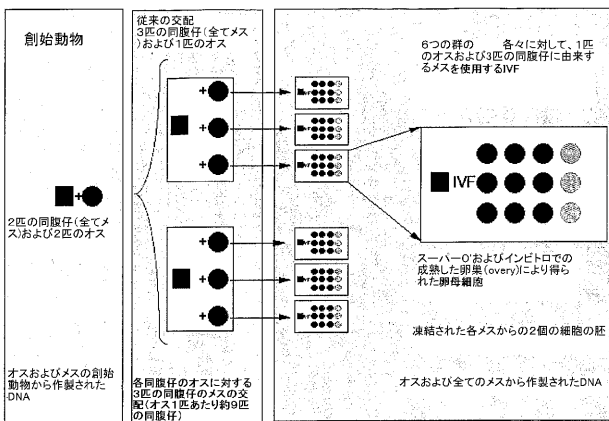 創始動物
2匹の同腹仔(全てメ
ス)および2匹のオス
オスおよびメスの創始
動物から作製された
DNA
従来の交配
3匹の同腹仔(全てメス)
および1匹のオス
各同腹仔のオスに対する
3匹の同腹仔のメスの交
配(オス1匹あたり約9匹
の同腹仔)
6つの群の 各々に対して、1匹
のオスおよび3匹の同腹仔に由来す
るメスを使用するIVF
IVF
スーパーO'およびインビトロでの
成熟した卵巣(overy)により得ら
れた卵母細胞
凍結された各メスからの2個の細胞の胚
オスおよび全てのメスから作製されたDNA